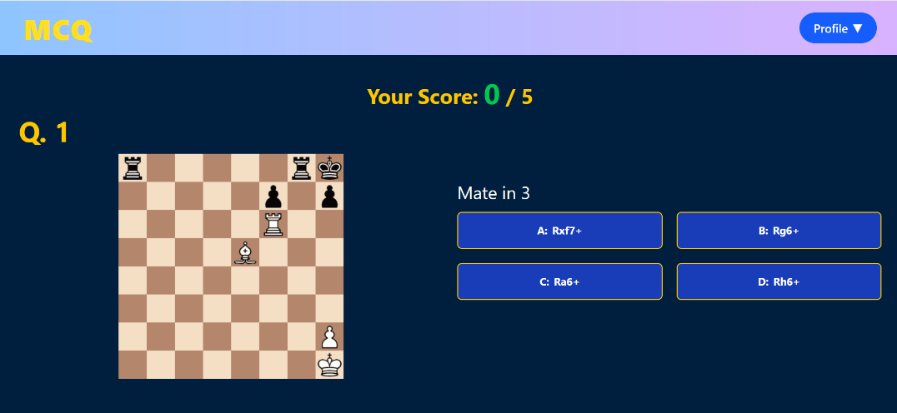 MCQ
Profile ▼
Your Score: 0 / 5
Q. 1
Mate in 3
A: Rxf7+
B: Rg6+
C: Ra6+
D: Rh6+